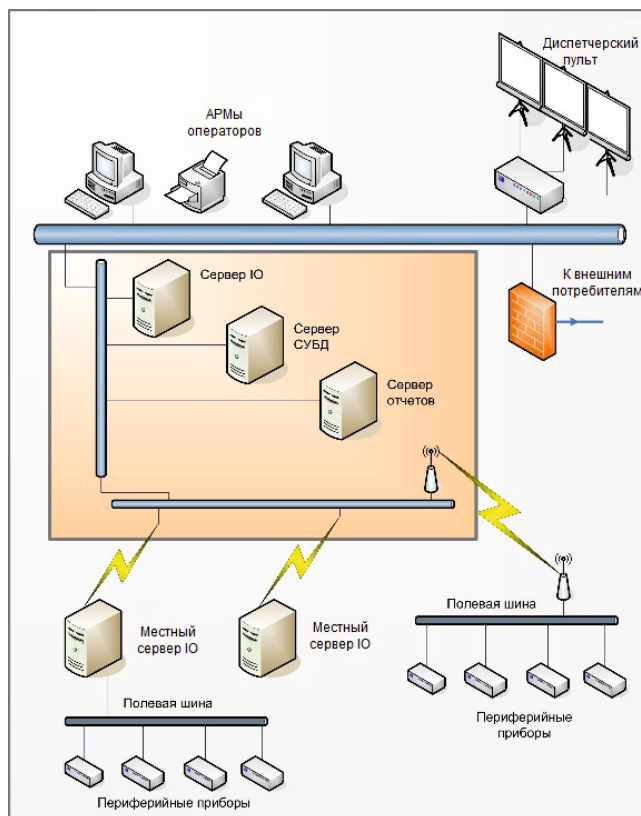 Диспетчерский
пульт
АРМы
операторов
К внешним
потребителям
Сервер IO
Сервер
СУБД
Сервер
отчетов
Местный
сервер IO
Местный
сервер IO
Полевая шина
Периферийные
приборы
Полевая шина
Периферийные приборы